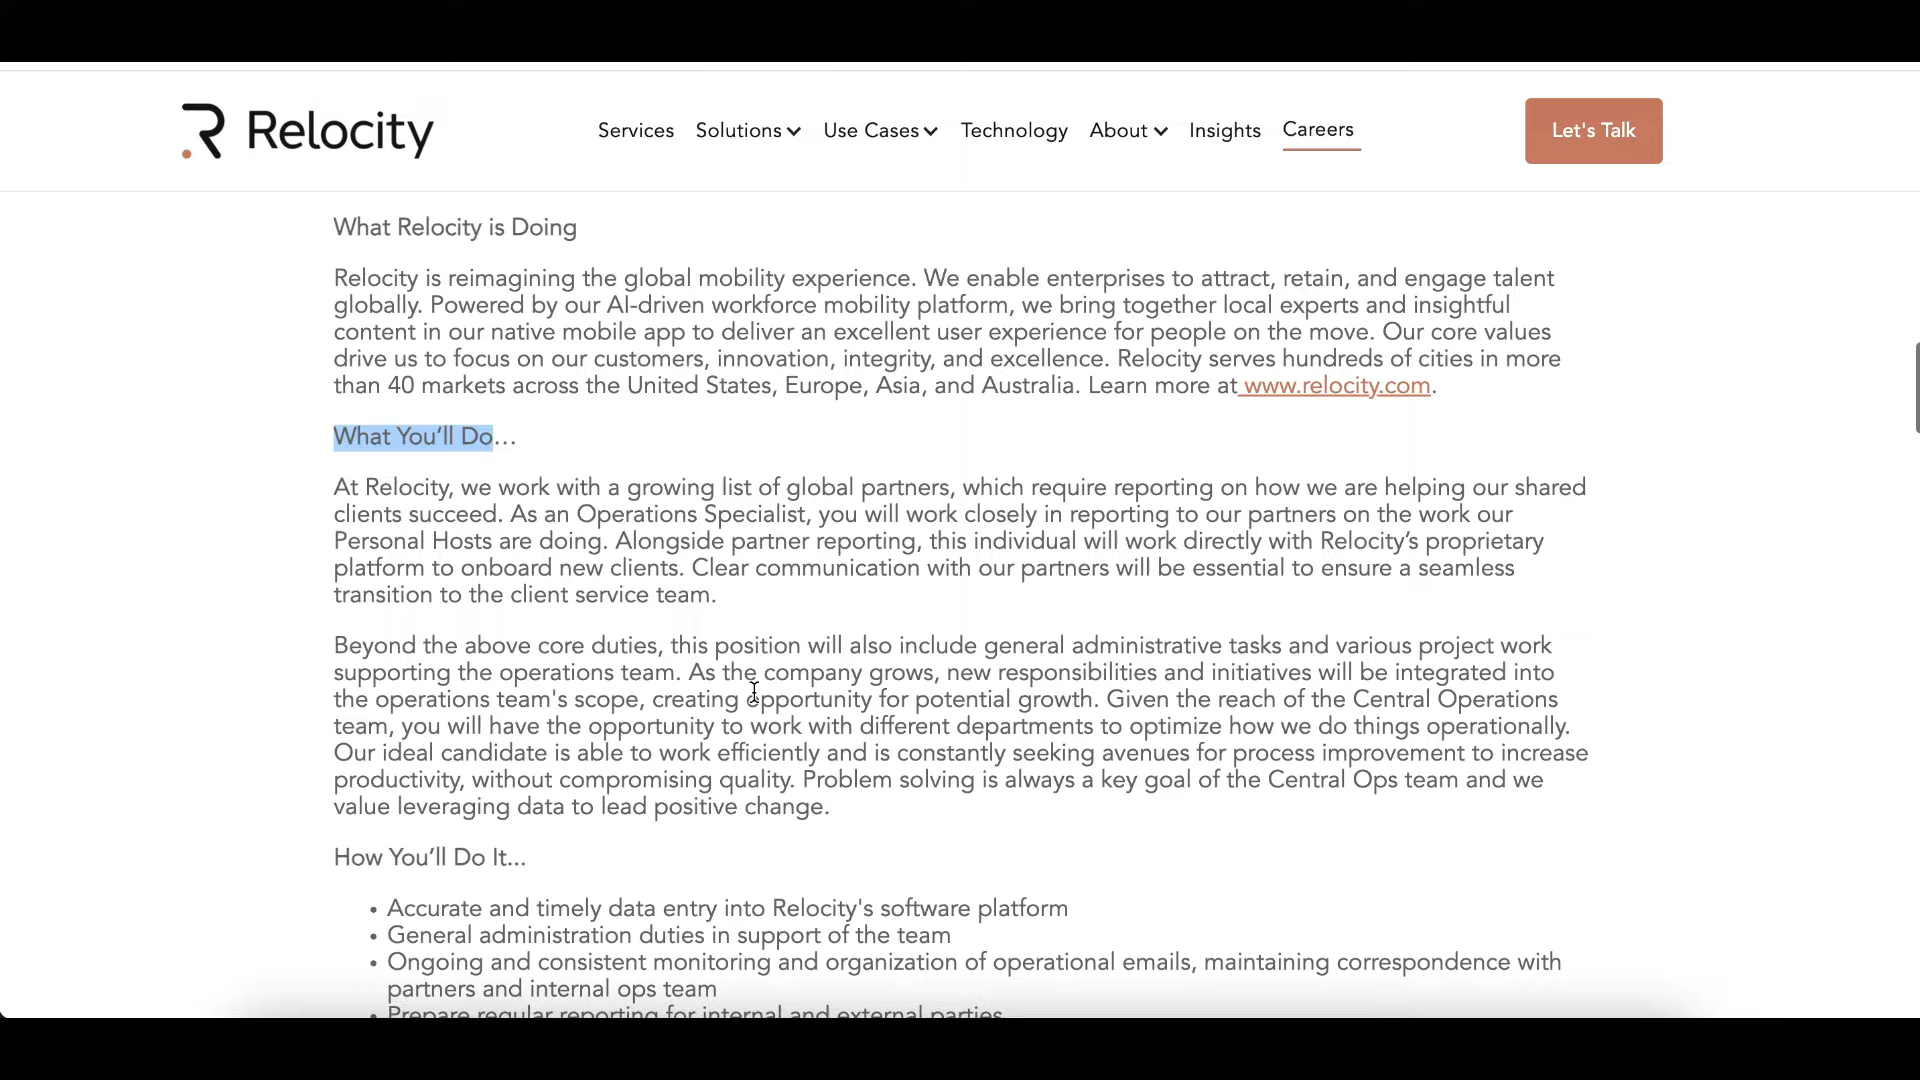 Relocity
Services Solutions Use Cases Technology About Insights Careers
Let's Talk
What Relocity is Doing
Relocity is reimagining the global mobility experience. We enable enterprises to attract, retain, and engage talent
globally. Powered by our AI-driven workforce mobility platform, we bring together local experts and insightful
content in our native mobile app to deliver an excellent user experience for people on the move. Our core values
drive us to focus on our customers, innovation, integrity, and excellence. Relocity serves hundreds of cities in more
than 40 markets across the United States, Europe, Asia, and Australia. Learn more at www.relocity.com.
What You’ll Do…
At Relocity, we work with a growing list of global partners, which require reporting on how we are helping our shared
clients succeed. As an Operations Specialist, you will work closely in reporting to our partners on the work our
Personal Hosts are doing. Alongside partner reporting, this individual will work directly with Relocity’s proprietary
platform to onboard new clients. Clear communication with our partners will be essential to ensure a seamless
transition to the client service team.
Beyond the above core duties, this position will also include general administrative tasks and various project work
supporting the operations team. As the company grows, new responsibilities and initiatives will be integrated into
the operations team's scope, creating opportunity for potential growth. Given the reach of the Central Operations
team, you will have the opportunity to work with different departments to optimize how we do things operationally.
Our ideal candidate is able to work efficiently and is constantly seeking avenues for process improvement to increase
productivity, without compromising quality. Problem solving is always a key goal of the Central Ops team and we
value leveraging data to lead positive change.
How You’ll Do It...
• Accurate and timely data entry into Relocity's software platform
• General administration duties in support of the team
• Ongoing and consistent monitoring and organization of operational emails, maintaining correspondence with
partners and internal ops team
• Prepare regular reporting for internal and external parties